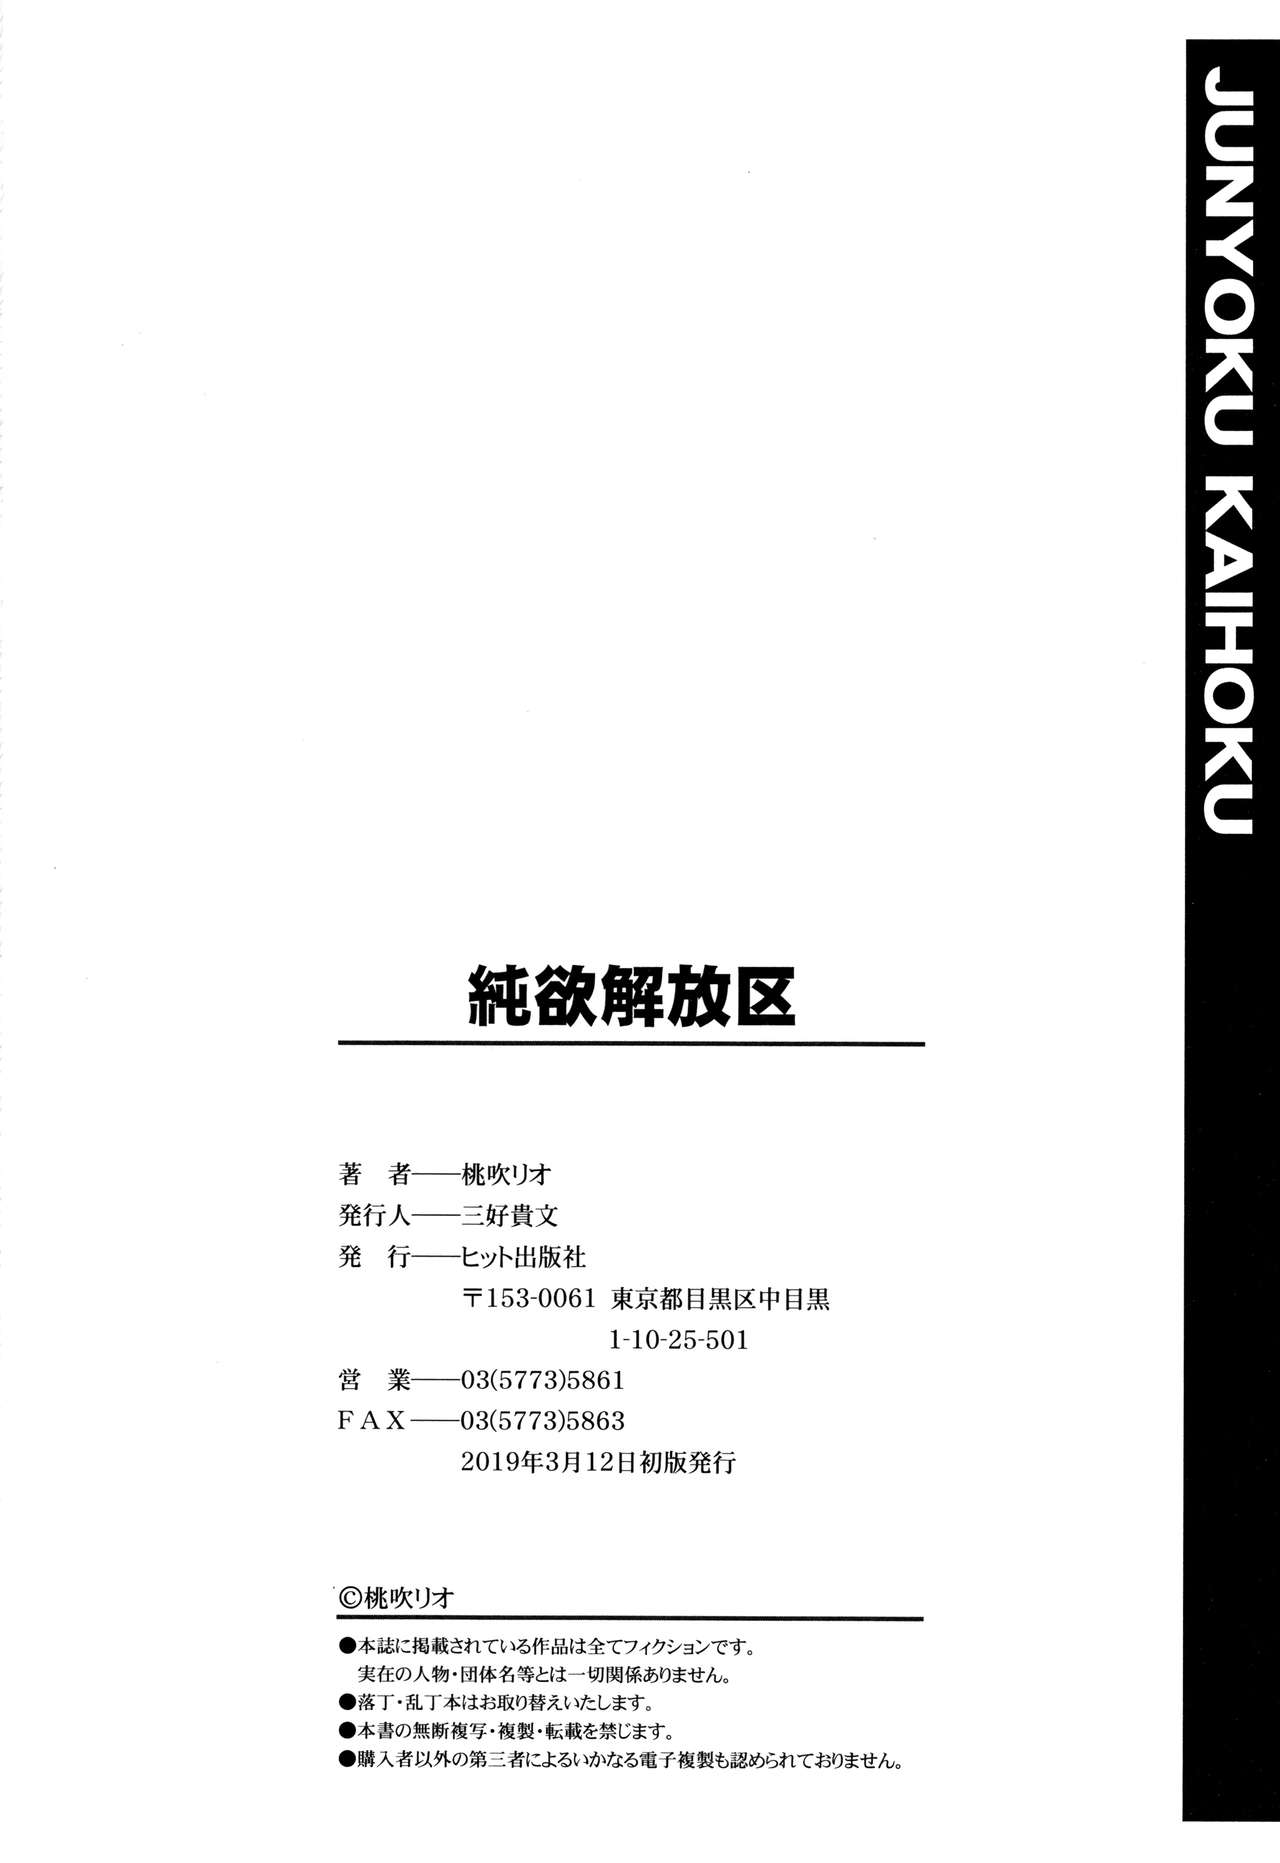 JUNYOKU KAIHOKU
純欲解放区
著　者――桃吹リオ
発行人――三好貴文
発　行――ヒット出版社
〒153-0061 東京都目黒区中目黒
1-10-25-501
営　業――03(5773)5861
ＦＡＸ――03(5773)5863
2019年3月12日初版発行
©桃吹リオ
●本誌に掲載されている作品は全てフィクションです。
実在の人物・団体名等とは一切関係ありません。
●落丁・乱丁本はお取り替えいたします。
●本書の無断複写・複製・転載を禁じます。
●購入者以外の第三者によるいかなる電子複製も認められておりません。